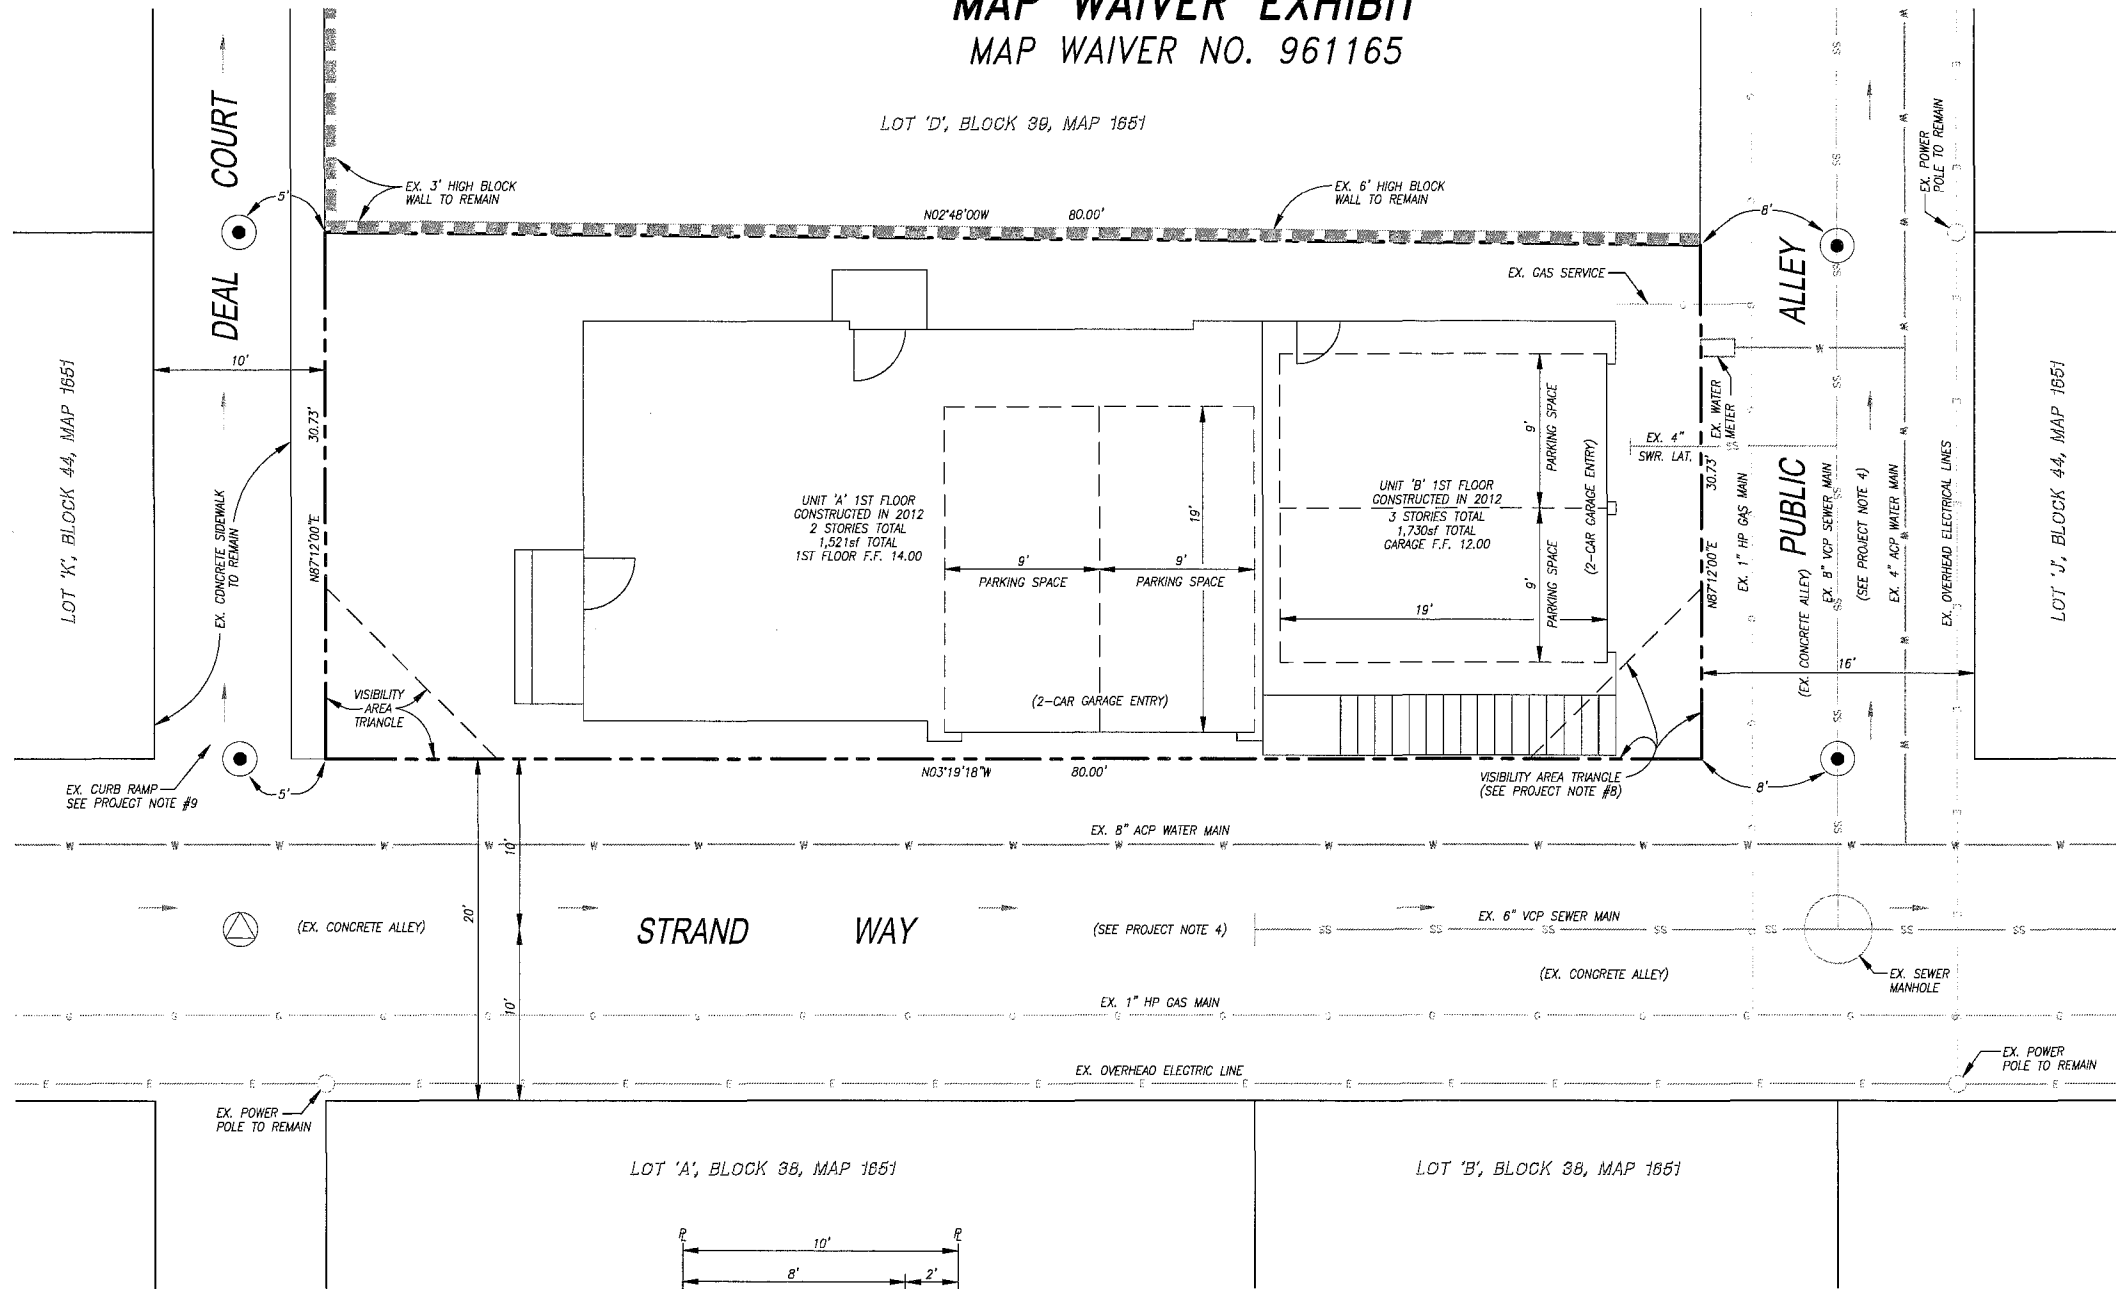 MAP WAIVER EXHIBIT
MAP WAIVER NO. 961165
LOT 'D', BLOCK 39, MAP 1651
DEAL COURT
EX. 3' HIGH BLOCK
WALL TO REMAIN
EX. 6' HIGH BLOCK
WALL TO REMAIN
N02°48'00W 80.00'
5'
8'
EX. POWER
POLE TO REMAIN
EX. GAS SERVICE
PUBLIC ALLEY
10'
LOT 'K', BLOCK 44, MAP 1651
EX. CONCRETE SIDEWALK
TO REMAIN
N87°12'00"E 30.73'
UNIT 'A' 1ST FLOOR
CONSTRUCTED IN 2012
2 STORIES TOTAL
1,521sf TOTAL
1ST FLOOR F.F. 14.00
9'
PARKING SPACE
9'
PARKING SPACE
19'
(2-CAR GARAGE ENTRY)
UNIT 'B' 1ST FLOOR
CONSTRUCTED IN 2012
3 STORIES TOTAL
1,730sf TOTAL
GARAGE F.F. 12.00
9'
PARKING SPACE
9'
PARKING SPACE
19'
(2-CAR GARAGE ENTRY)
EX. WATER
METER
EX. 4"
SWR. LAT.
N87°12'00"E 30.73'
EX. 1" HP GAS MAIN
(EX. CONCRETE ALLEY)
EX. 8" VCP SEWER MAIN
(SEE PROJECT NOTE 4)
EX. 4" ACP WATER MAIN
EX. OVERHEAD ELECTRICAL LINES
16'
LOT 'J', BLOCK 44, MAP 1651
VISIBILITY
AREA
TRIANGLE
EX. CURB RAMP
SEE PROJECT NOTE #9
5'
N03°19'18"W 80.00'
VISIBILITY AREA TRIANGLE
(SEE PROJECT NOTE #8)
8'
EX. 8" ACP WATER MAIN
W W W W W W W W W W W W W W W W W W W W
10'
20'
(EX. CONCRETE ALLEY)
STRAND WAY
(SEE PROJECT NOTE 4)
EX. 6" VCP SEWER MAIN
SS SS SS SS SS SS SS
(EX. CONCRETE ALLEY)
EX. SEWER
MANHOLE
10'
EX. 1" HP GAS MAIN
G G G G G G G G G G G G G G G G G G G G
EX. OVERHEAD ELECTRIC LINE
E E E E E E E E E E E E E E E E E E
EX. POWER
POLE TO REMAIN
EX. POWER
POLE TO REMAIN
LOT 'A', BLOCK 38, MAP 1651
LOT 'B', BLOCK 38, MAP 1651
PL PL
10'
8' 2'